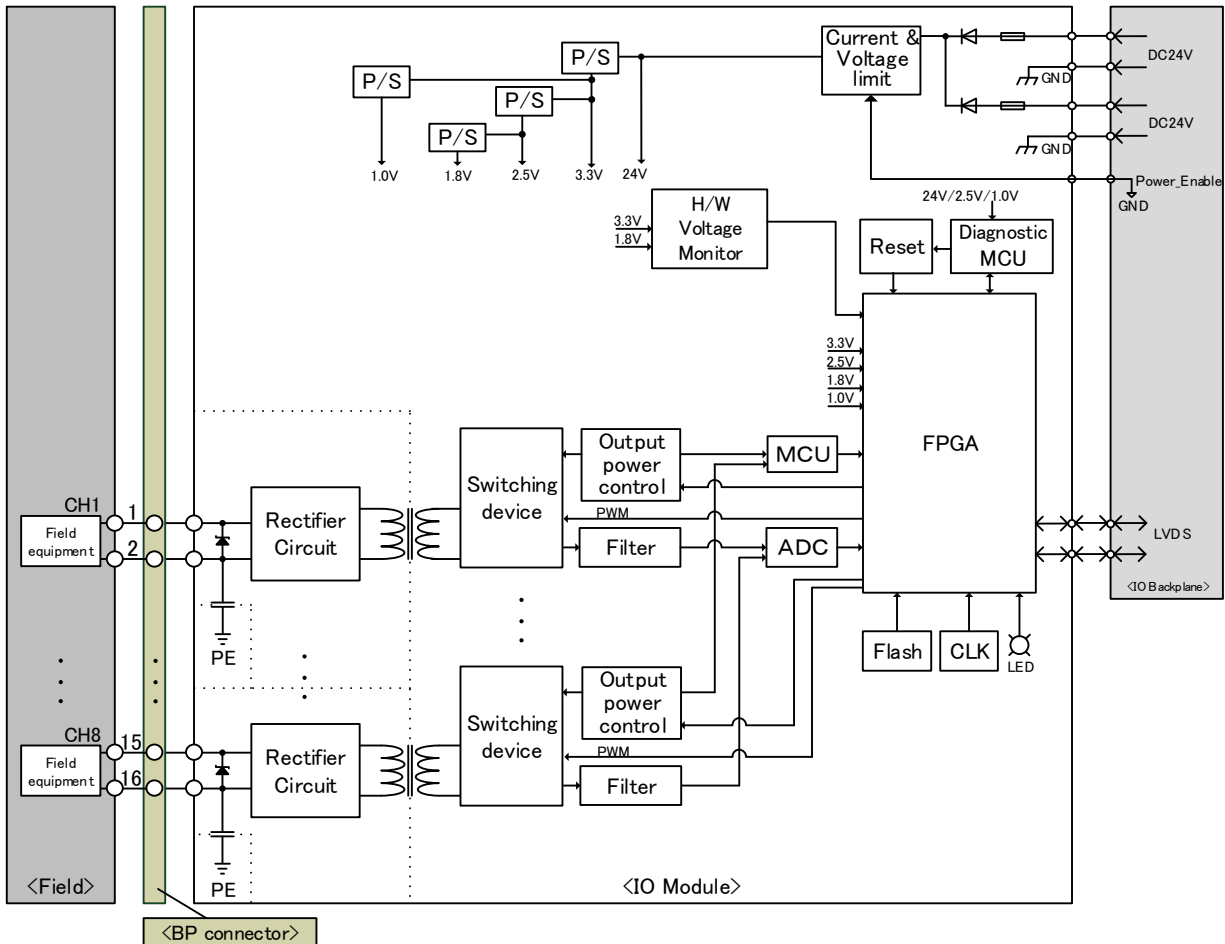 Current &
Voltage
limit
DC24V
GND
DC24V
GND
Power_Enable
GND
P/S
P/S
P/S
P/S
1.0V
1.8V
2.5V
3.3V
24V
H/W
Voltage
Monitor
3.3V
1.8V
24V/2.5V/1.0V
Reset
Diagnostic
MCU
3.3V
2.5V
1.8V
1.0V
FPGA
Output
power
control
MCU
Switching
device
PWM
Filter
ADC
Rectifier
Circuit
CH1
1
2
Field
equipment
PE
LVDS
<IO Backplane>
Flash
CLK
LED
Output
power
control
Switching
device
PWM
Filter
Rectifier
Circuit
CH8
15
16
Field
equipment
PE
<Field>
<IO Module>
<BP connector>